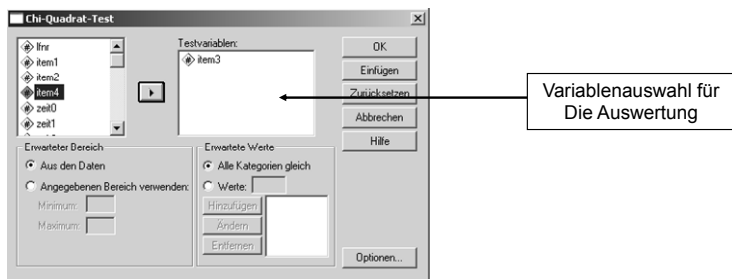 Chi-Quadrat-Test
lfnr
item1
item2
item4
zeit0
zeit1
Testvariablen:
item3
OK
Einfügen
Zurücksetzen
Abbrechen
Hilfe
Variablenauswahl für
Die Auswertung
Erwarteter Bereich
Aus den Daten
Angegebenen Bereich verwenden:
Minimum:
Maximum:
Erwartete Werte
Alle Kategorien gleich
Werte:
Hinzufügen
Ändern
Entfernen
Optionen...